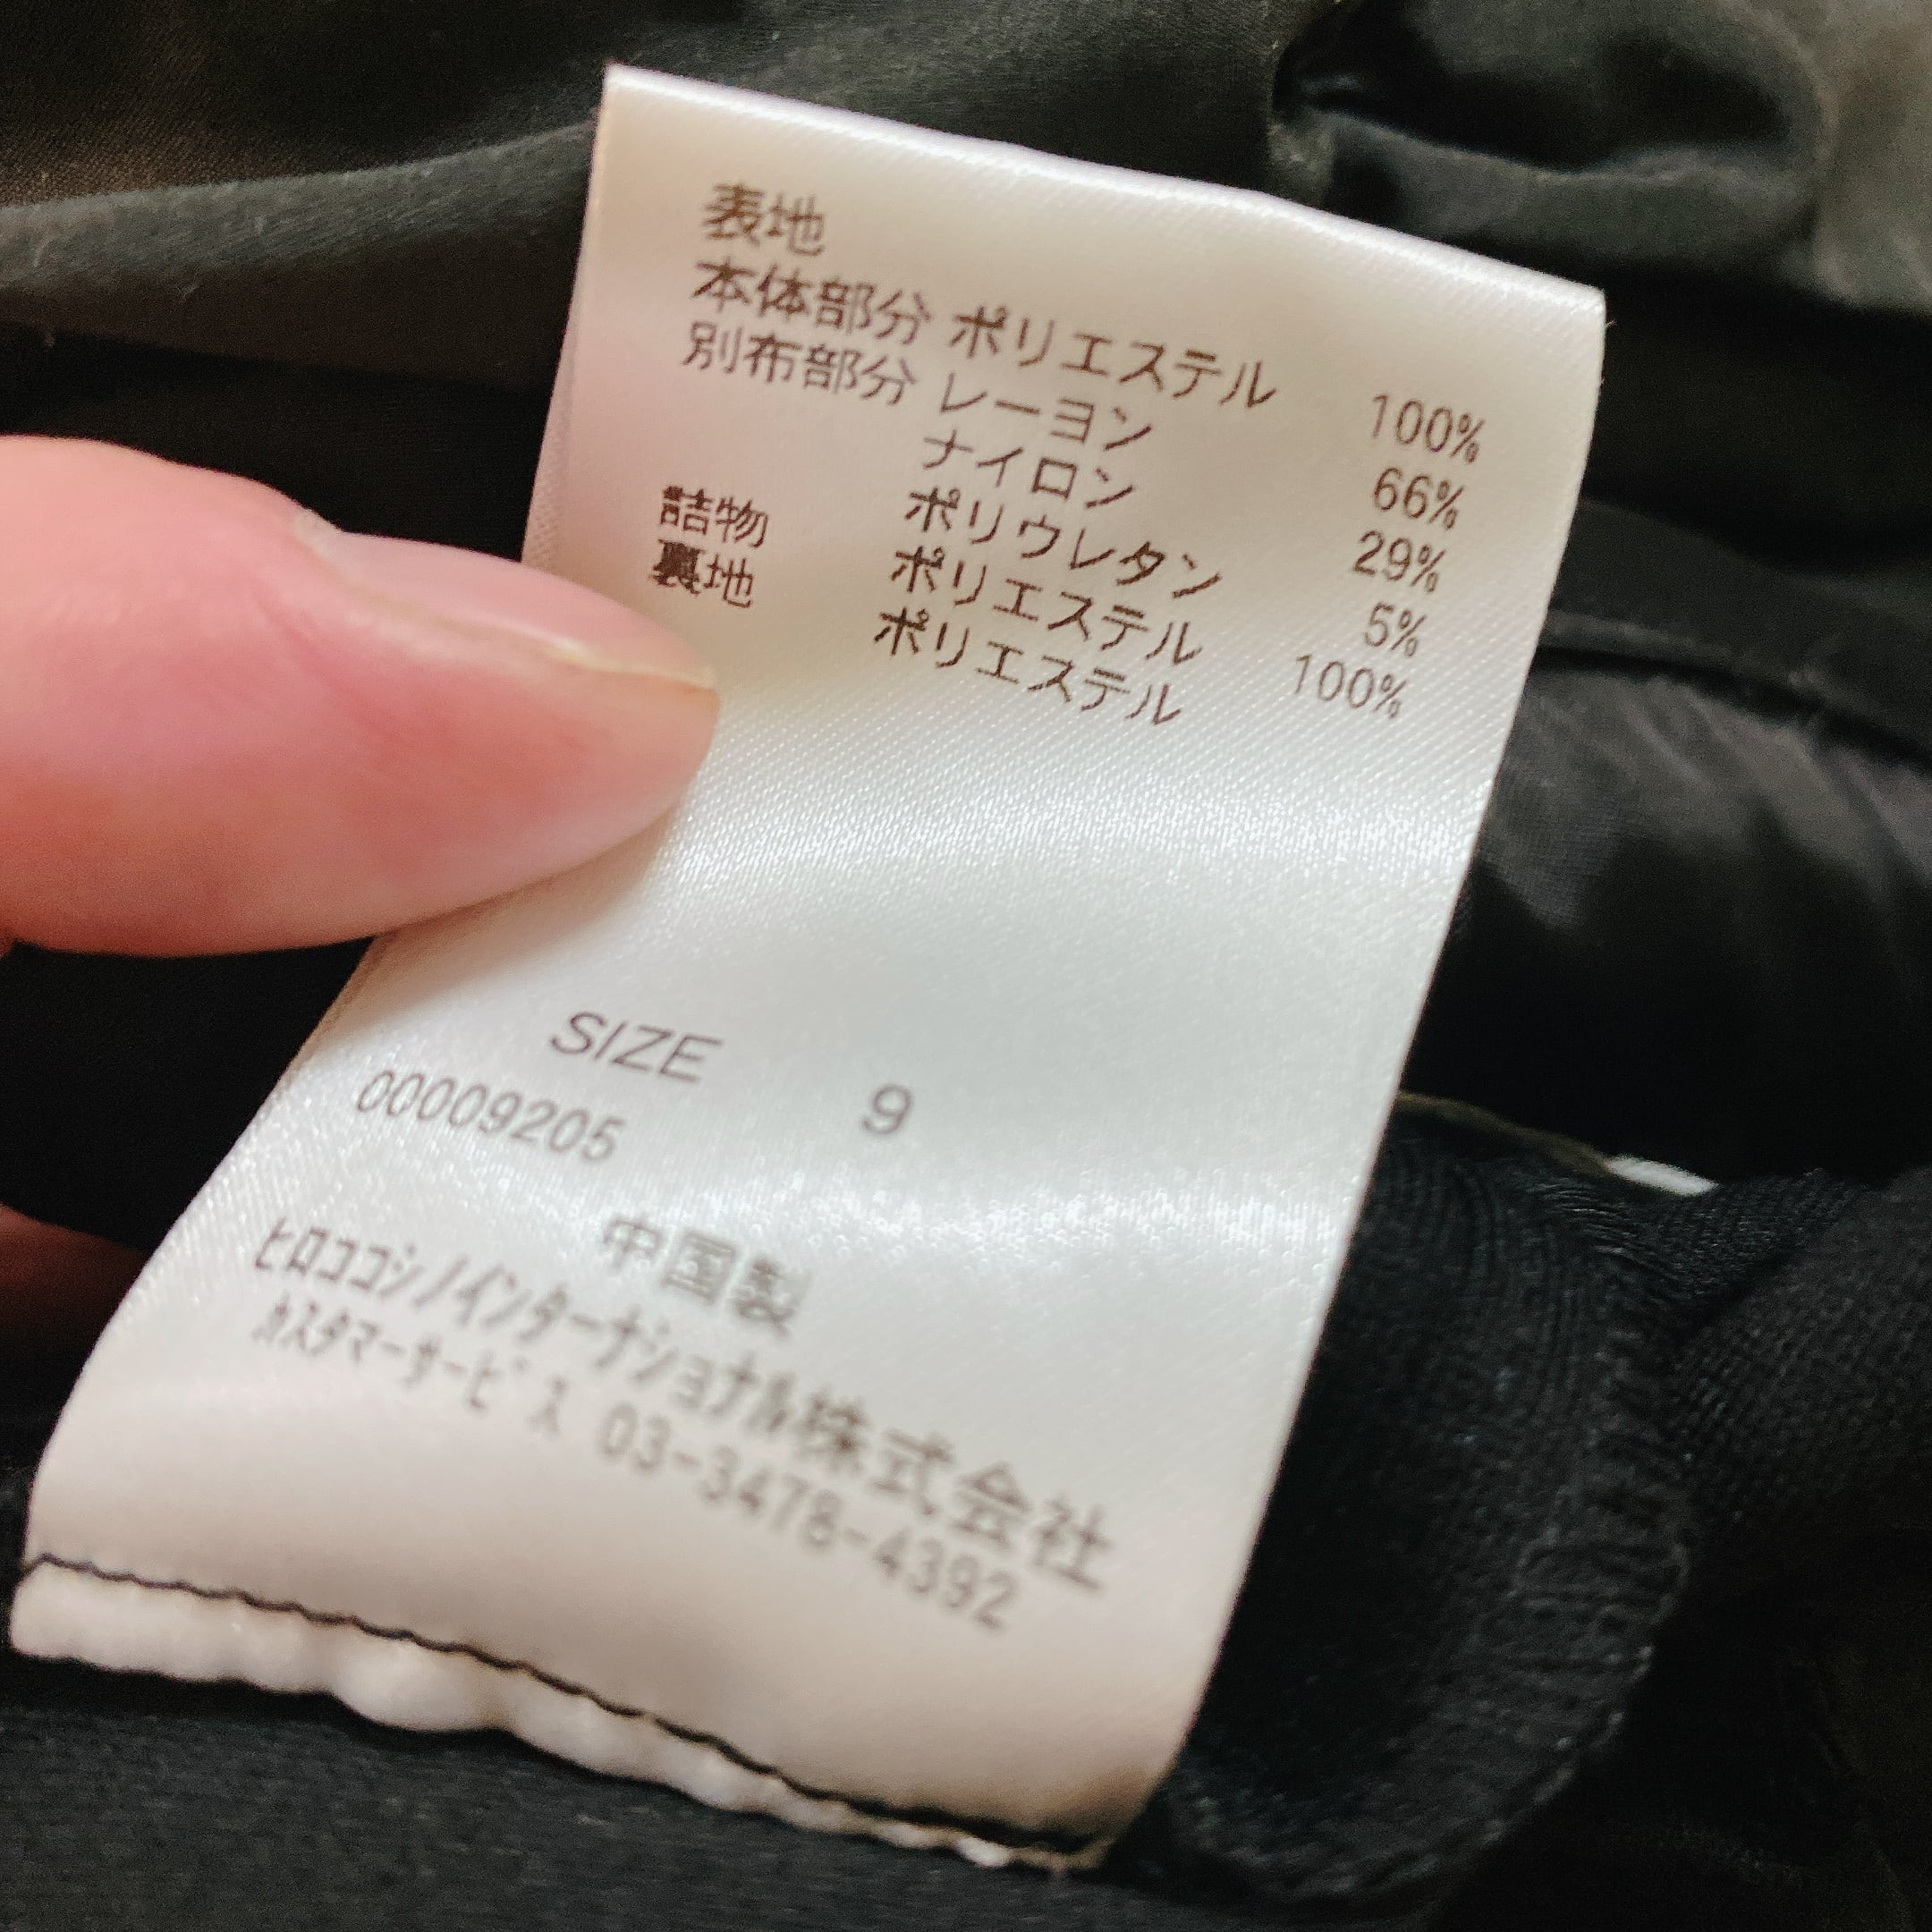 表地
本体部分 ポリエステル 100%
別布部分 レーヨン 66%
ナイロン 29%
ポリウレタン 5%
詰物 ポリエステル 100%
裏地 ポリエステル
SIZE 9
00009205
中国製
ヒロココシノインターナショナル株式会社
カスタマーサービス 03-3478-4392